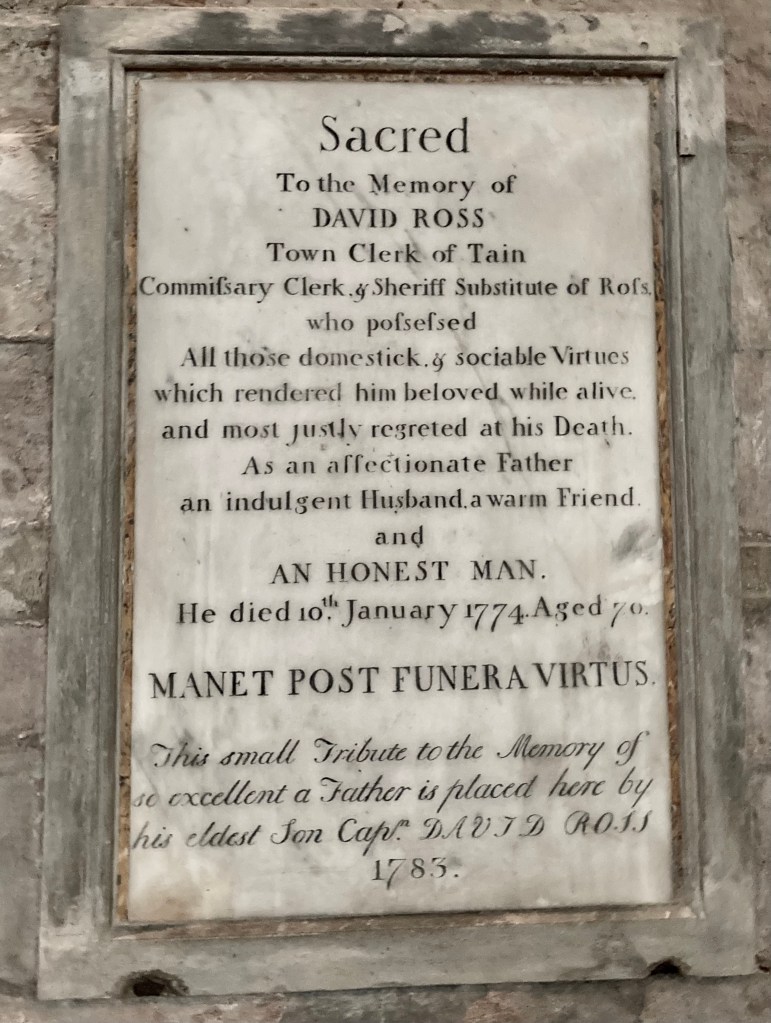 Sacred
To the Memory of
DAVID ROSS
Town Clerk of Tain
Commiſsary Clerk, & Sheriff Substitute of Roſs,
who poſseſsed
All those domestick, & sociable Virtues
which rendered him beloved while alive,
and most justly regreted at his Death.
As an affectionate Father
an indulgent Husband, a warm Friend
and
AN HONEST MAN.
He died 10th. January 1774. Aged 70.
MANET POST FUNERA VIRTUS.
This small Tribute to the Memory of
so excellent a Father is placed here by
his eldest Son Capn. DAVID ROSS
1783.